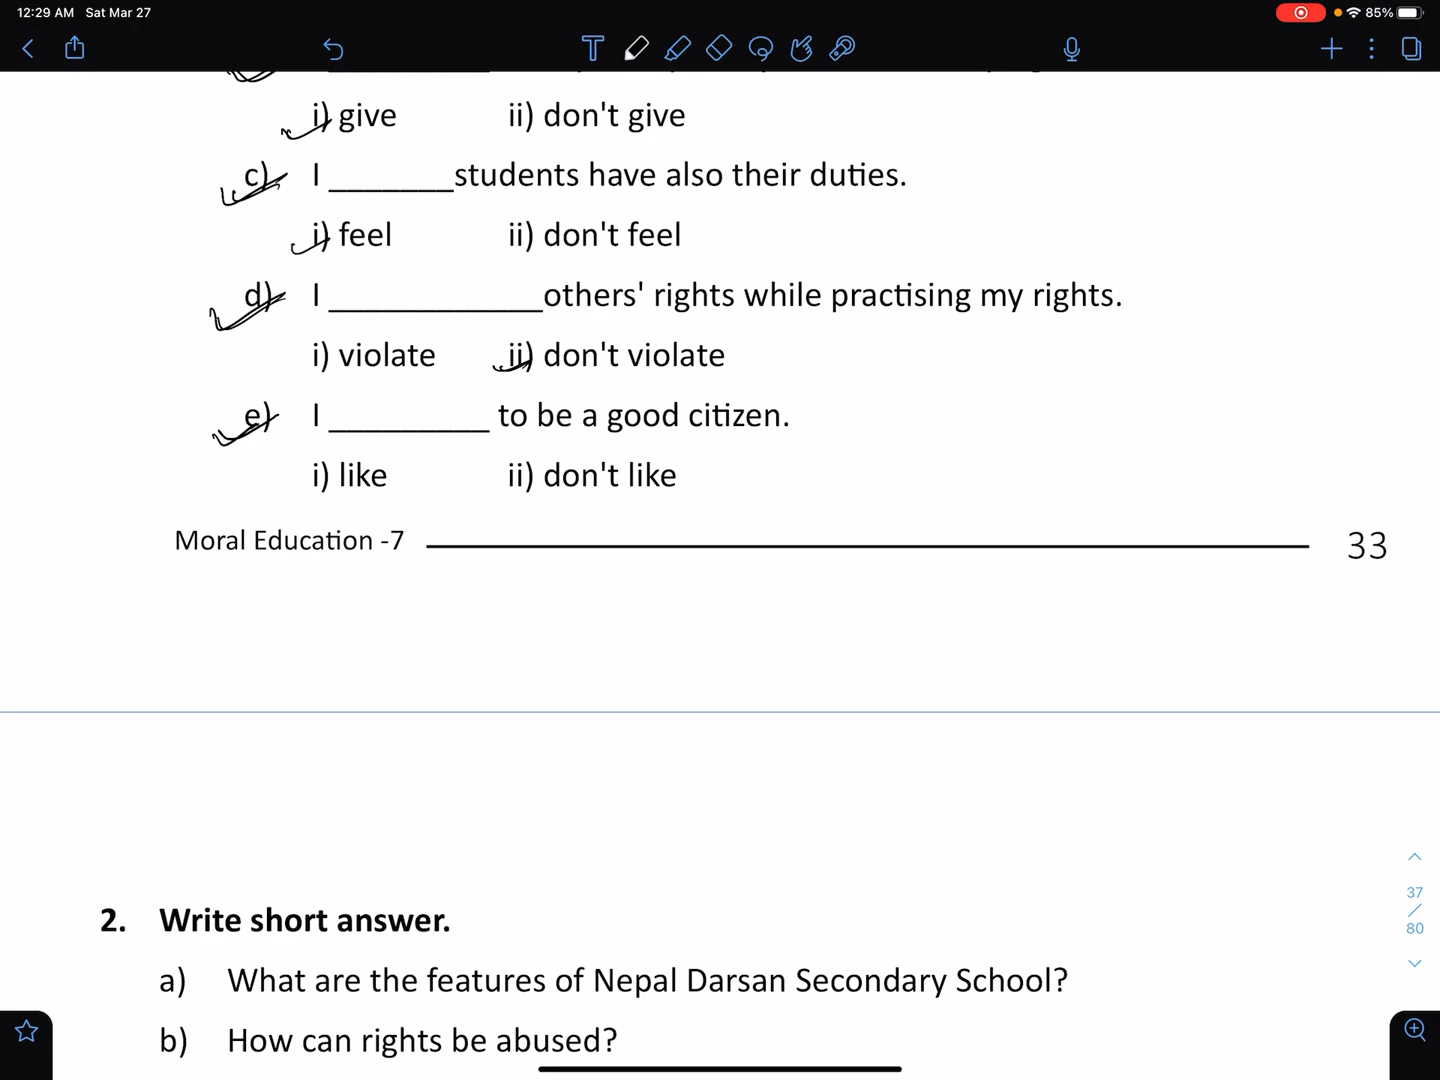 12:29 AM Sat Mar 27
85%
i) give ii) don't give
c) I _______students have also their duties.
i) feel ii) don't feel
d) I ____________others' rights while practising my rights.
i) violate ii) don't violate
e) I _________ to be a good citizen.
i) like ii) don't like
Moral Education -7 33
37
/
80
2. Write short answer.
a) What are the features of Nepal Darsan Secondary School?
b) How can rights be abused?